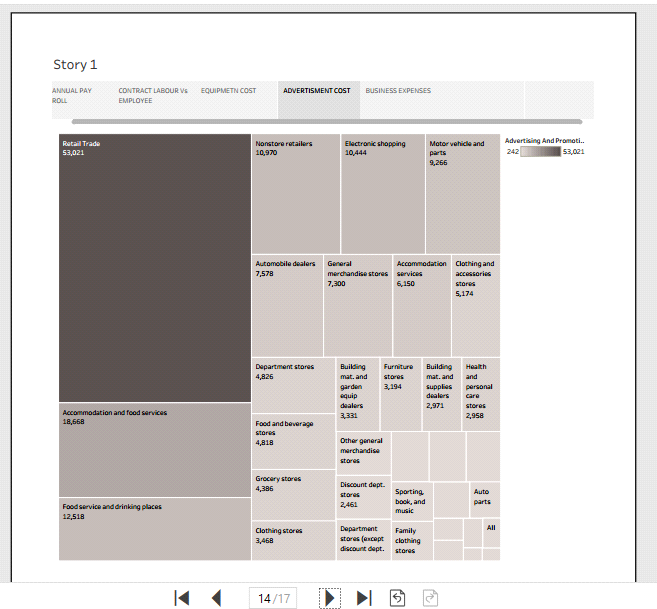 Story 1
ANNUAL PAY
ROLL
CONTRACT LABOUR Vs
EMPLOYEE
EQUIPMETN COST
ADVERTISMENT COST
BUSINESS EXPENSES
Retail Trade
53,021
Nonstore retailers
10,970
Electronic shopping
10,444
Motor vehicle and
parts
9,266
Advertising And Promoti..
242
53,021
Automobile dealers
7,578
General
merchandise stores
7,300
Accommodation
services
6,150
Clothing and
accessories
stores
5,174
Department stores
4,826
Building
mat. and
garden
equip
dealers
3,331
Furniture
stores
3,194
Building
mat. and
supplies
dealers
2,971
Health
and
personal
care
stores
2,958
Accommodation and food services
18,668
Food and beverage
stores
4,818
Other general
merchandise
stores
Grocery stores
4,386
Discount dept.
stores
2,461
Sporting,
book, and
music
Auto
parts
Food service and drinking places
12,518
Clothing stores
3,468
Department
stores (except
discount dept.
Family
clothing
stores
All
14/17